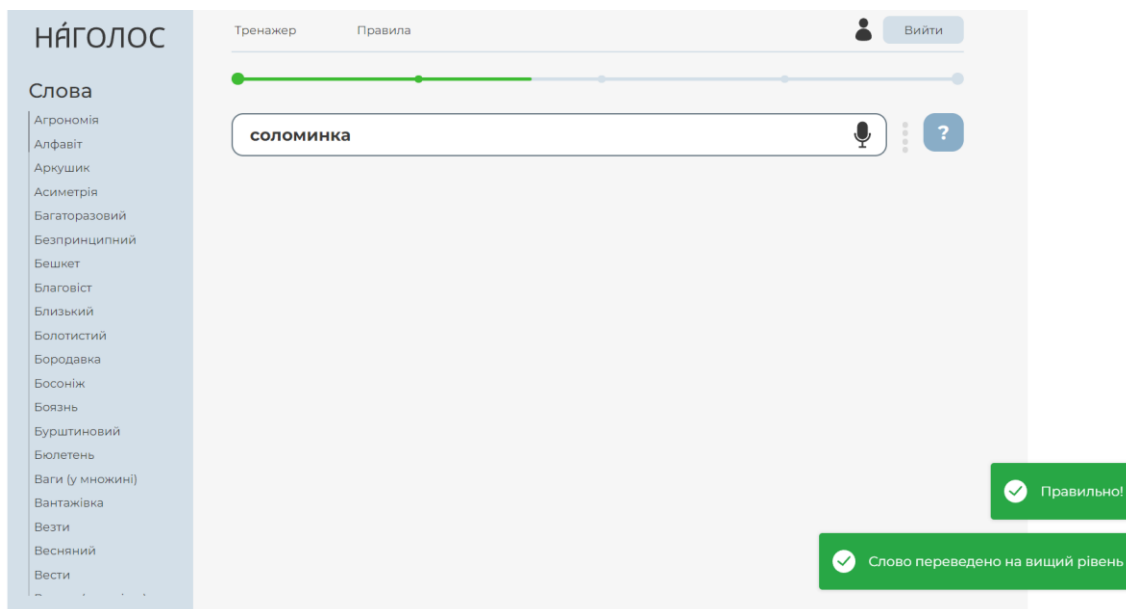 НА́ГОЛОС
Тренажер
Правила
Вийти
Слова
Агрономія
Алфавіт
Аркушик
Асиметрія
Багаторазовий
Безпринципний
Бешкет
Благовіст
Близький
Болотистий
Бородавка
Босоніж
Боязнь
Бурштиновий
Бюлетень
Ваги (у множині)
Вантажівка
Везти
Весняний
Вести
соломинка
?
Правильно!
Слово переведено на вищий рівень